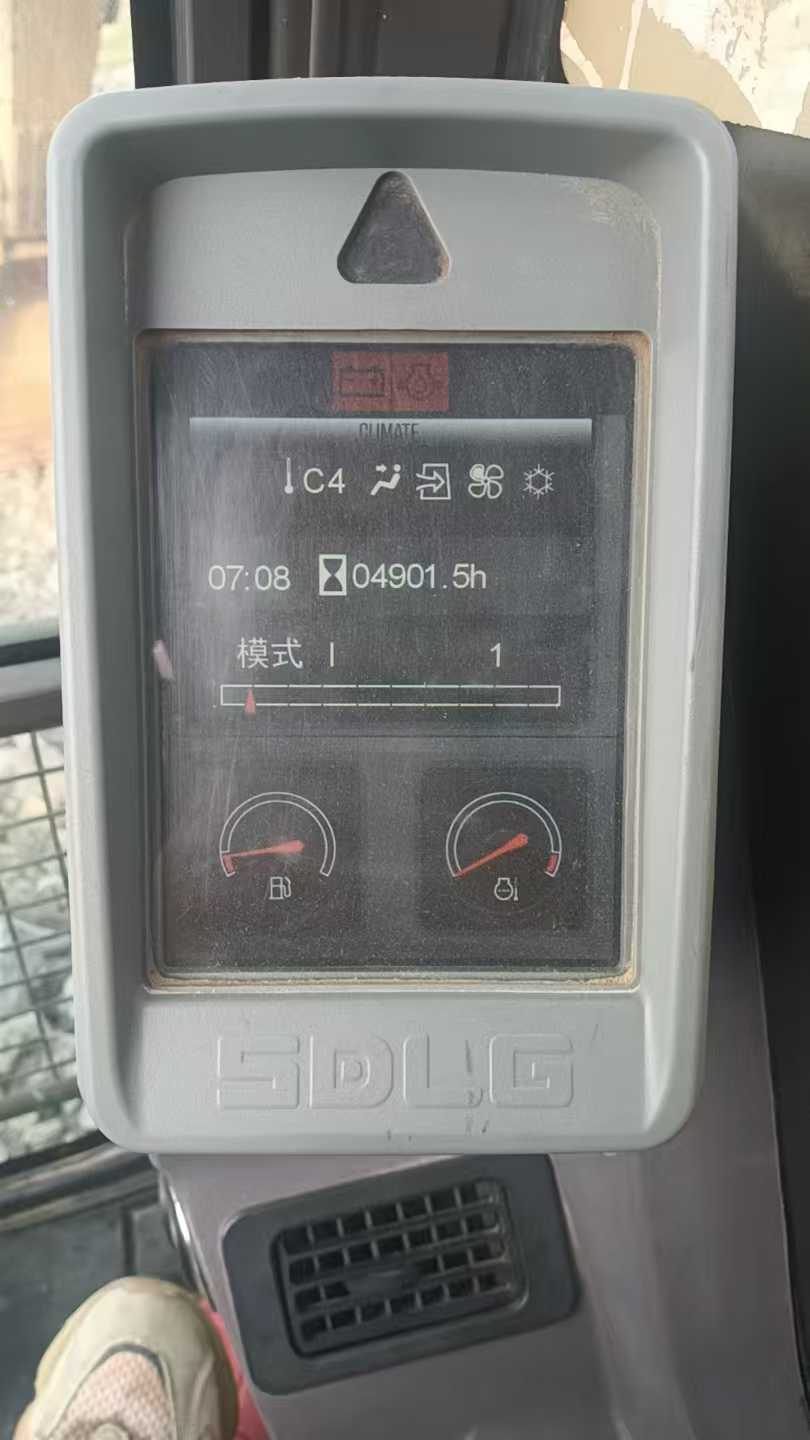 CLIMATE
C4
07:08 04901.5h
模式 I 1
SDLG